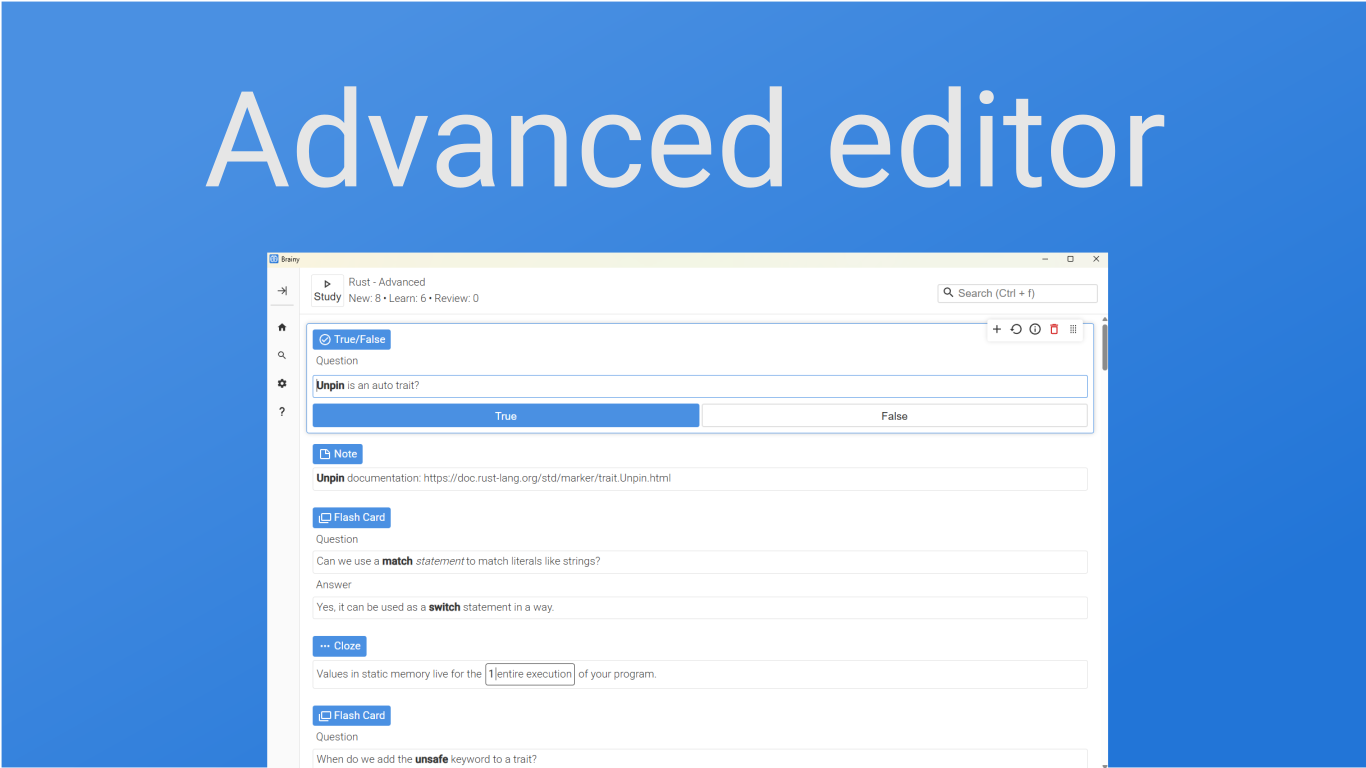 Advanced editor
Brainy
Study
Rust - Advanced
New: 8 • Learn: 6 • Review: 0
Search (Ctrl + f)
True/False
Question
Unpin is an auto trait?
True False
Note
Unpin documentation: https://doc.rust-lang.org/std/marker/trait.Unpin.html
Flash Card
Question
Can we use a match statement to match literals like strings?
Answer
Yes, it can be used as a switch statement in a way.
Cloze
Values in static memory live for the 1 entire execution of your program.
Flash Card
Question
When do we add the unsafe keyword to a trait?